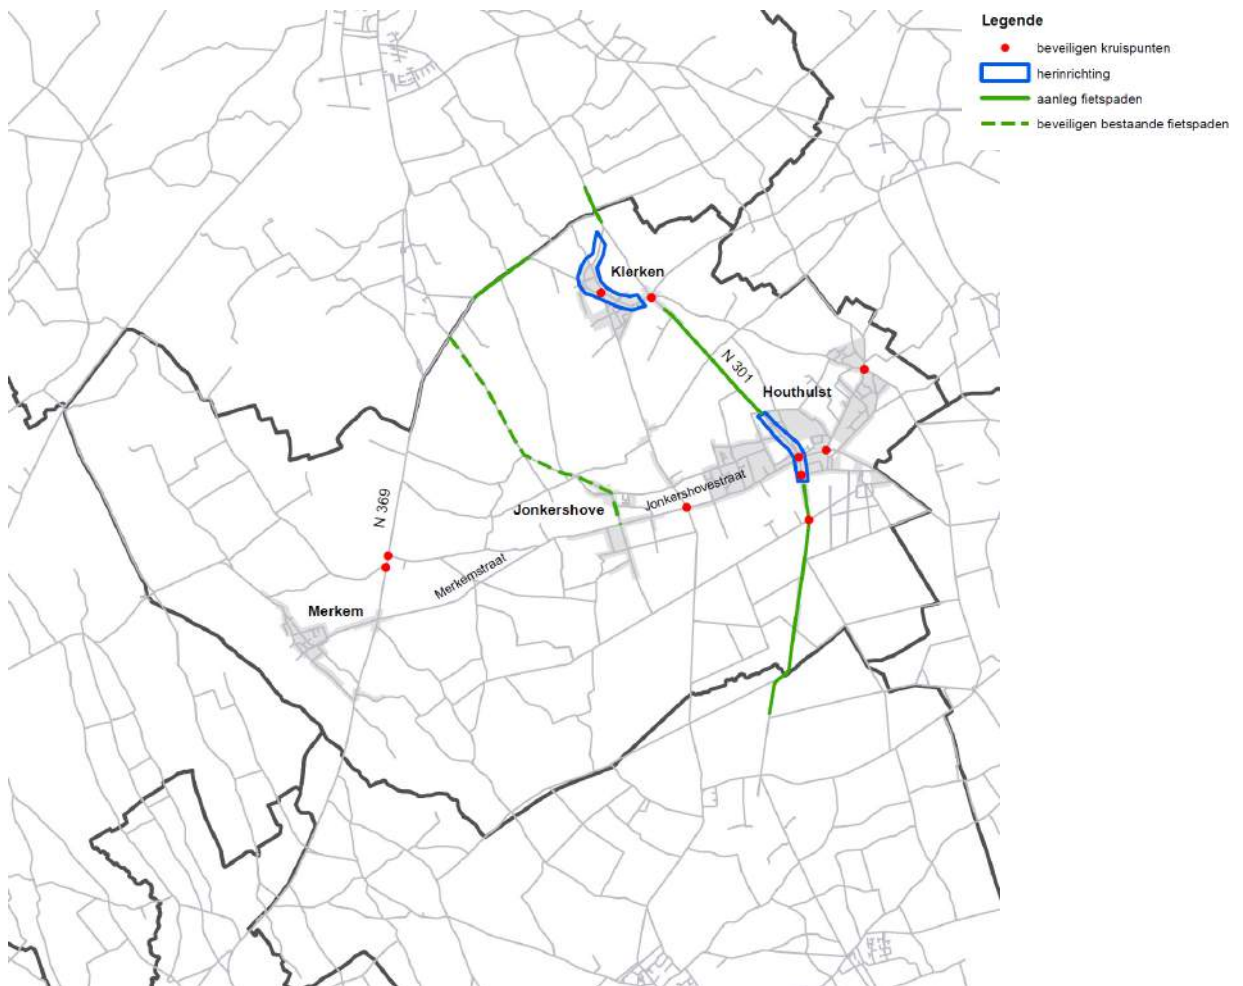 Legende
beveiligen kruispunten
herinrichting
aanleg fietspaden
beveiligen bestaande fietspaden
Klerken
N 301
Houthulst
Jonkershovestraat
Jonkershove
N 369
Merkemstraat
Merkem